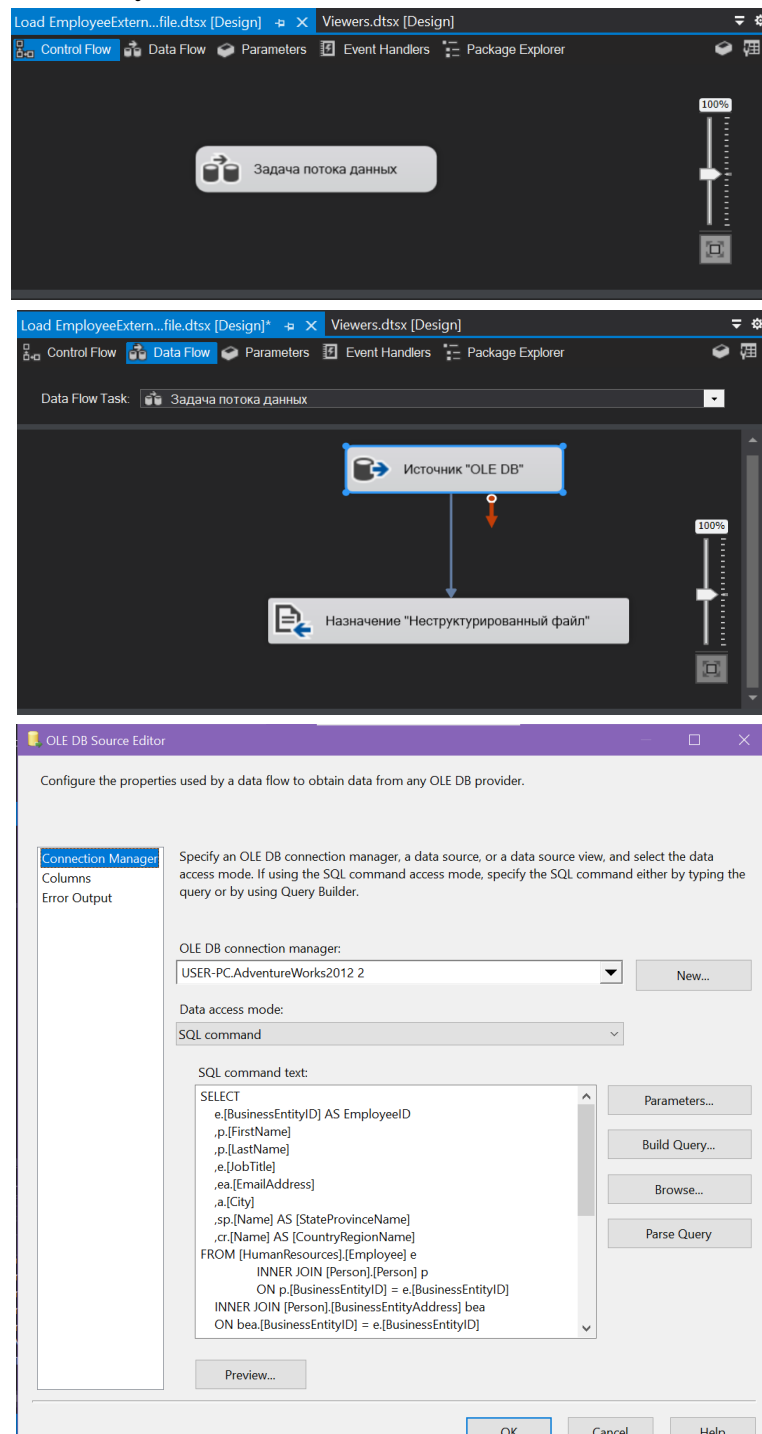 Load EmployeeExtern...file.dtsx [Design] Viewers.dtsx [Design]
Control Flow Data Flow Parameters Event Handlers Package Explorer
100%
Задача потока данных
Load EmployeeExtern...file.dtsx [Design]* Viewers.dtsx [Design]
Control Flow Data Flow Parameters Event Handlers Package Explorer
Data Flow Task: Задача потока данных
Источник "OLE DB"
100%
Назначение "Неструктурированный файл"
OLE DB Source Editor
Configure the properties used by a data flow to obtain data from any OLE DB provider.
Connection Manager
Columns
Error Output
Specify an OLE DB connection manager, a data source, or a data source view, and select the data
access mode. If using the SQL command access mode, specify the SQL command either by typing the
query or by using Query Builder.
OLE DB connection manager:
USER-PC.AdventureWorks2012 2
New...
Data access mode:
SQL command
SQL command text:
SELECT
e.[BusinessEntityID] AS EmployeeID
,p.[FirstName]
,p.[LastName]
,e.[JobTitle]
,ea.[EmailAddress]
,a.[City]
,sp.[Name] AS [StateProvinceName]
,cr.[Name] AS [CountryRegionName]
FROM [HumanResources].[Employee] e
INNER JOIN [Person].[Person] p
ON p.[BusinessEntityID] = e.[BusinessEntityID]
INNER JOIN [Person].[BusinessEntityAddress] bea
ON bea.[BusinessEntityID] = e.[BusinessEntityID]
Parameters...
Build Query...
Browse...
Parse Query
Preview...
OK Cancel Help